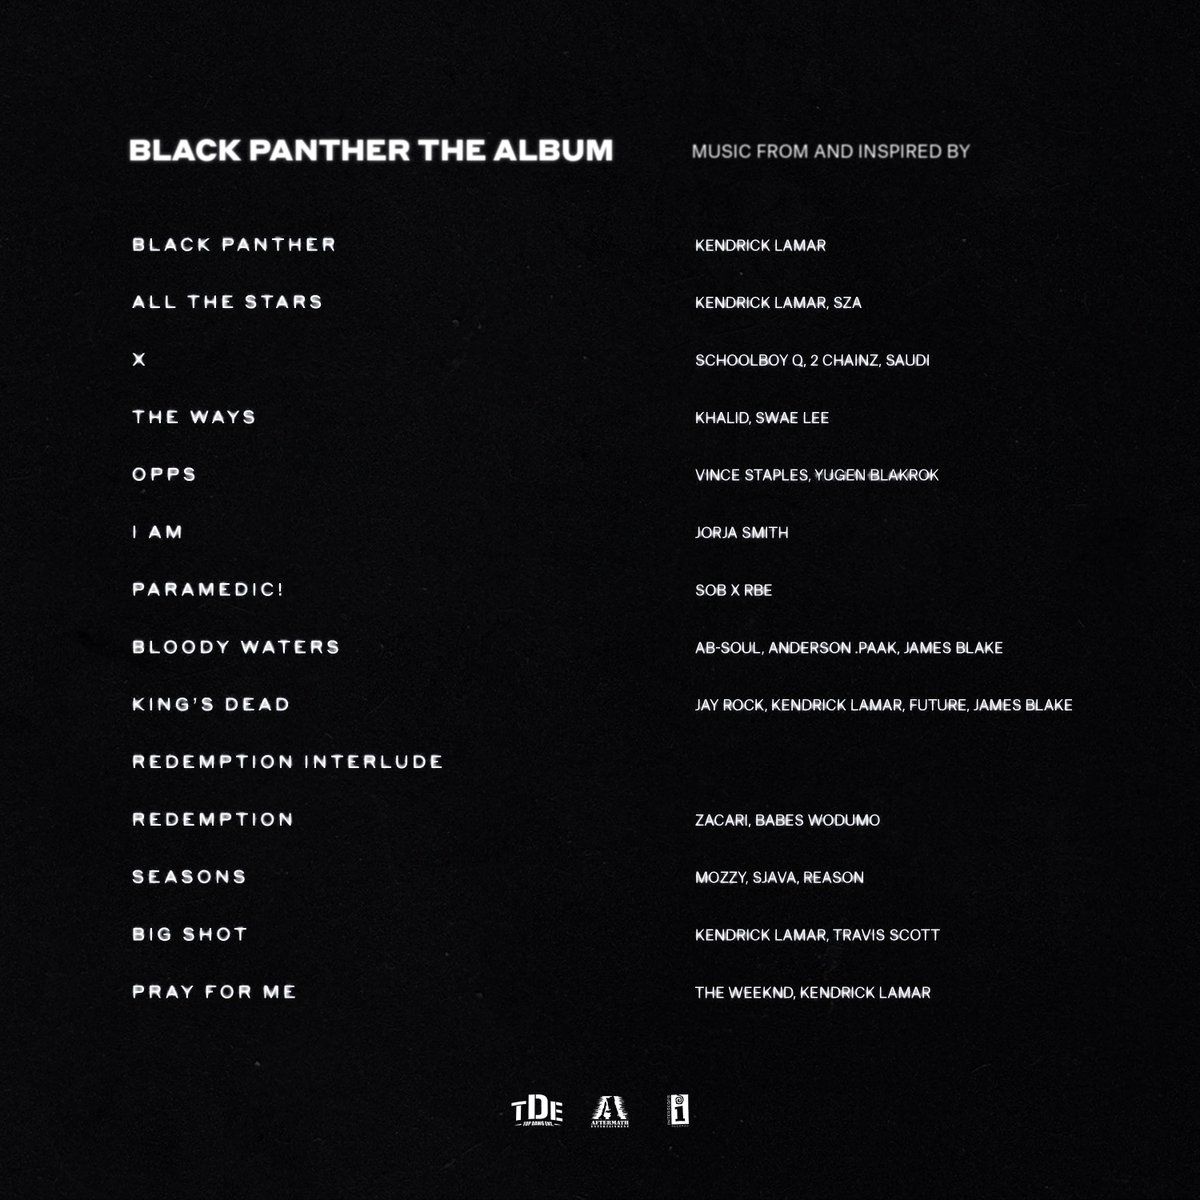 BLACK PANTHER THE ALBUM MUSIC FROM AND INSPIRED BY
BLACK PANTHER KENDRICK LAMAR
ALL THE STARS KENDRICK LAMAR, SZA
X SCHOOLBOY Q, 2 CHAINZ, SAUDI
THE WAYS KHALID, SWAE LEE
OPPS VINCE STAPLES, YUGEN BLAKROK
I AM JORJA SMITH
PARAMEDIC! SOB X RBE
BLOODY WATERS AB-SOUL, ANDERSON .PAAK, JAMES BLAKE
KING'S DEAD JAY ROCK, KENDRICK LAMAR, FUTURE, JAMES BLAKE
REDEMPTION INTERLUDE
REDEMPTION ZACARI, BABES WODUMO
SEASONS MOZZY, SJAVA, REASON
BIG SHOT KENDRICK LAMAR, TRAVIS SCOTT
PRAY FOR ME THE WEEKND, KENDRICK LAMAR
TDE A i
TOP DAWG ENT. AFTERMATH
ENTERTAINMENT
INTERSCOPE